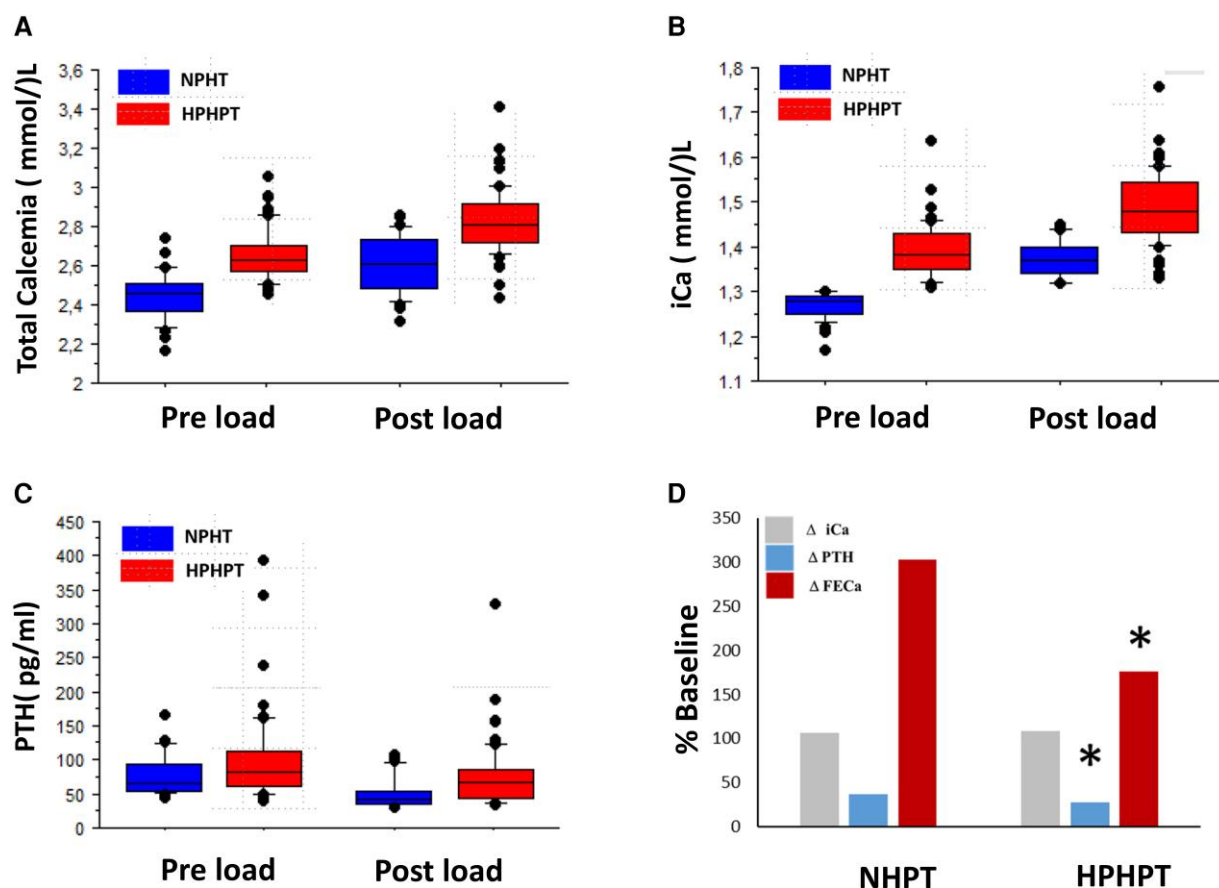 A
Total Calcemia ( mmol/)L
3,6
3,4
3,2
3
2.8
2.6
2.4
2,2
2
NPHT
HPHPT
Pre load
Post load
B
iCa ( mmol/)L
1,8
1,7
1,6
1,5
1.4
1.3
1.2
1.1
NPHT
HPHPT
Pre load
Post load
C
PTH( pg/ml)
450
400
350
300
250
200
150
100
50
0
NPHT
HPHPT
Pre load
Post load
D
% Baseline
350
300
250
200
150
100
50
0
Δ iCa
Δ PTH
Δ FECa
*
*
NHPT
HPHPT